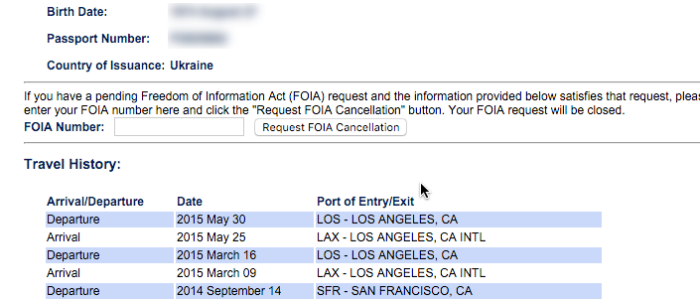 Birth Date:
Passport Number:
Country of Issuance: Ukraine
If you have a pending Freedom of Information Act (FOIA) request and the information provided below satisfies that request,
enter your FOIA number here and click the "Request FOIA Cancellation" button. Your FOIA request will be closed.
FOIA Number: Request FOIA Cancellation
Travel History:
Arrival/Departure Date Port of Entry/Exit
Departure 2015 May 30 LOS - LOS ANGELES, CA
Arrival 2015 May 25 LAX - LOS ANGELES, CA INTL
Departure 2015 March 16 LOS - LOS ANGELES, CA
Arrival 2015 March 09 LAX - LOS ANGELES, CA INTL
Departure 2014 September 14 SFR - SAN FRANCISCO, CA